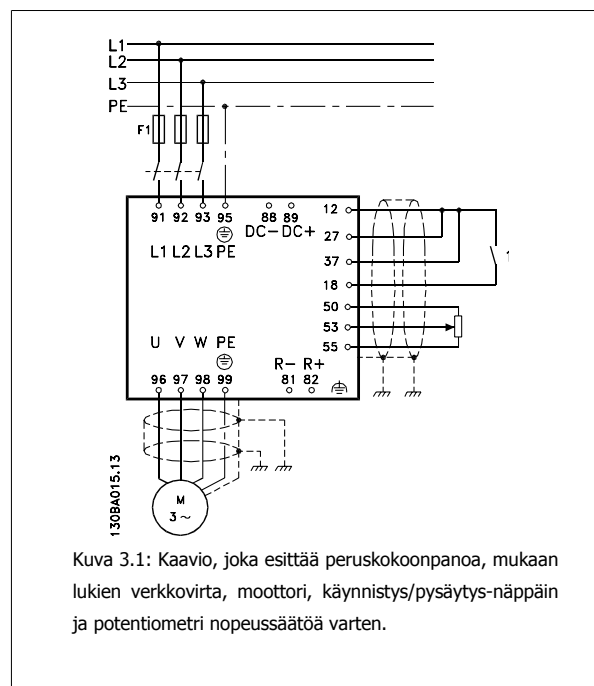 L1
L2
L3
PE
F1
91 92 93 95 88 89 12
DC- DC+
L1 L2 L3 PE
27
37
18
50
53
55
U V W PE
R- R+
96 97 98 99 81 82
M
3 ~
130BA015.13
Kuva 3.1: Kaavio, joka esittää peruskokoonpanoa, mukaan
lukien verkkovirta, moottori, käynnistys/pysäytys-näppäin
ja potentiometri nopeussäätöä varten.